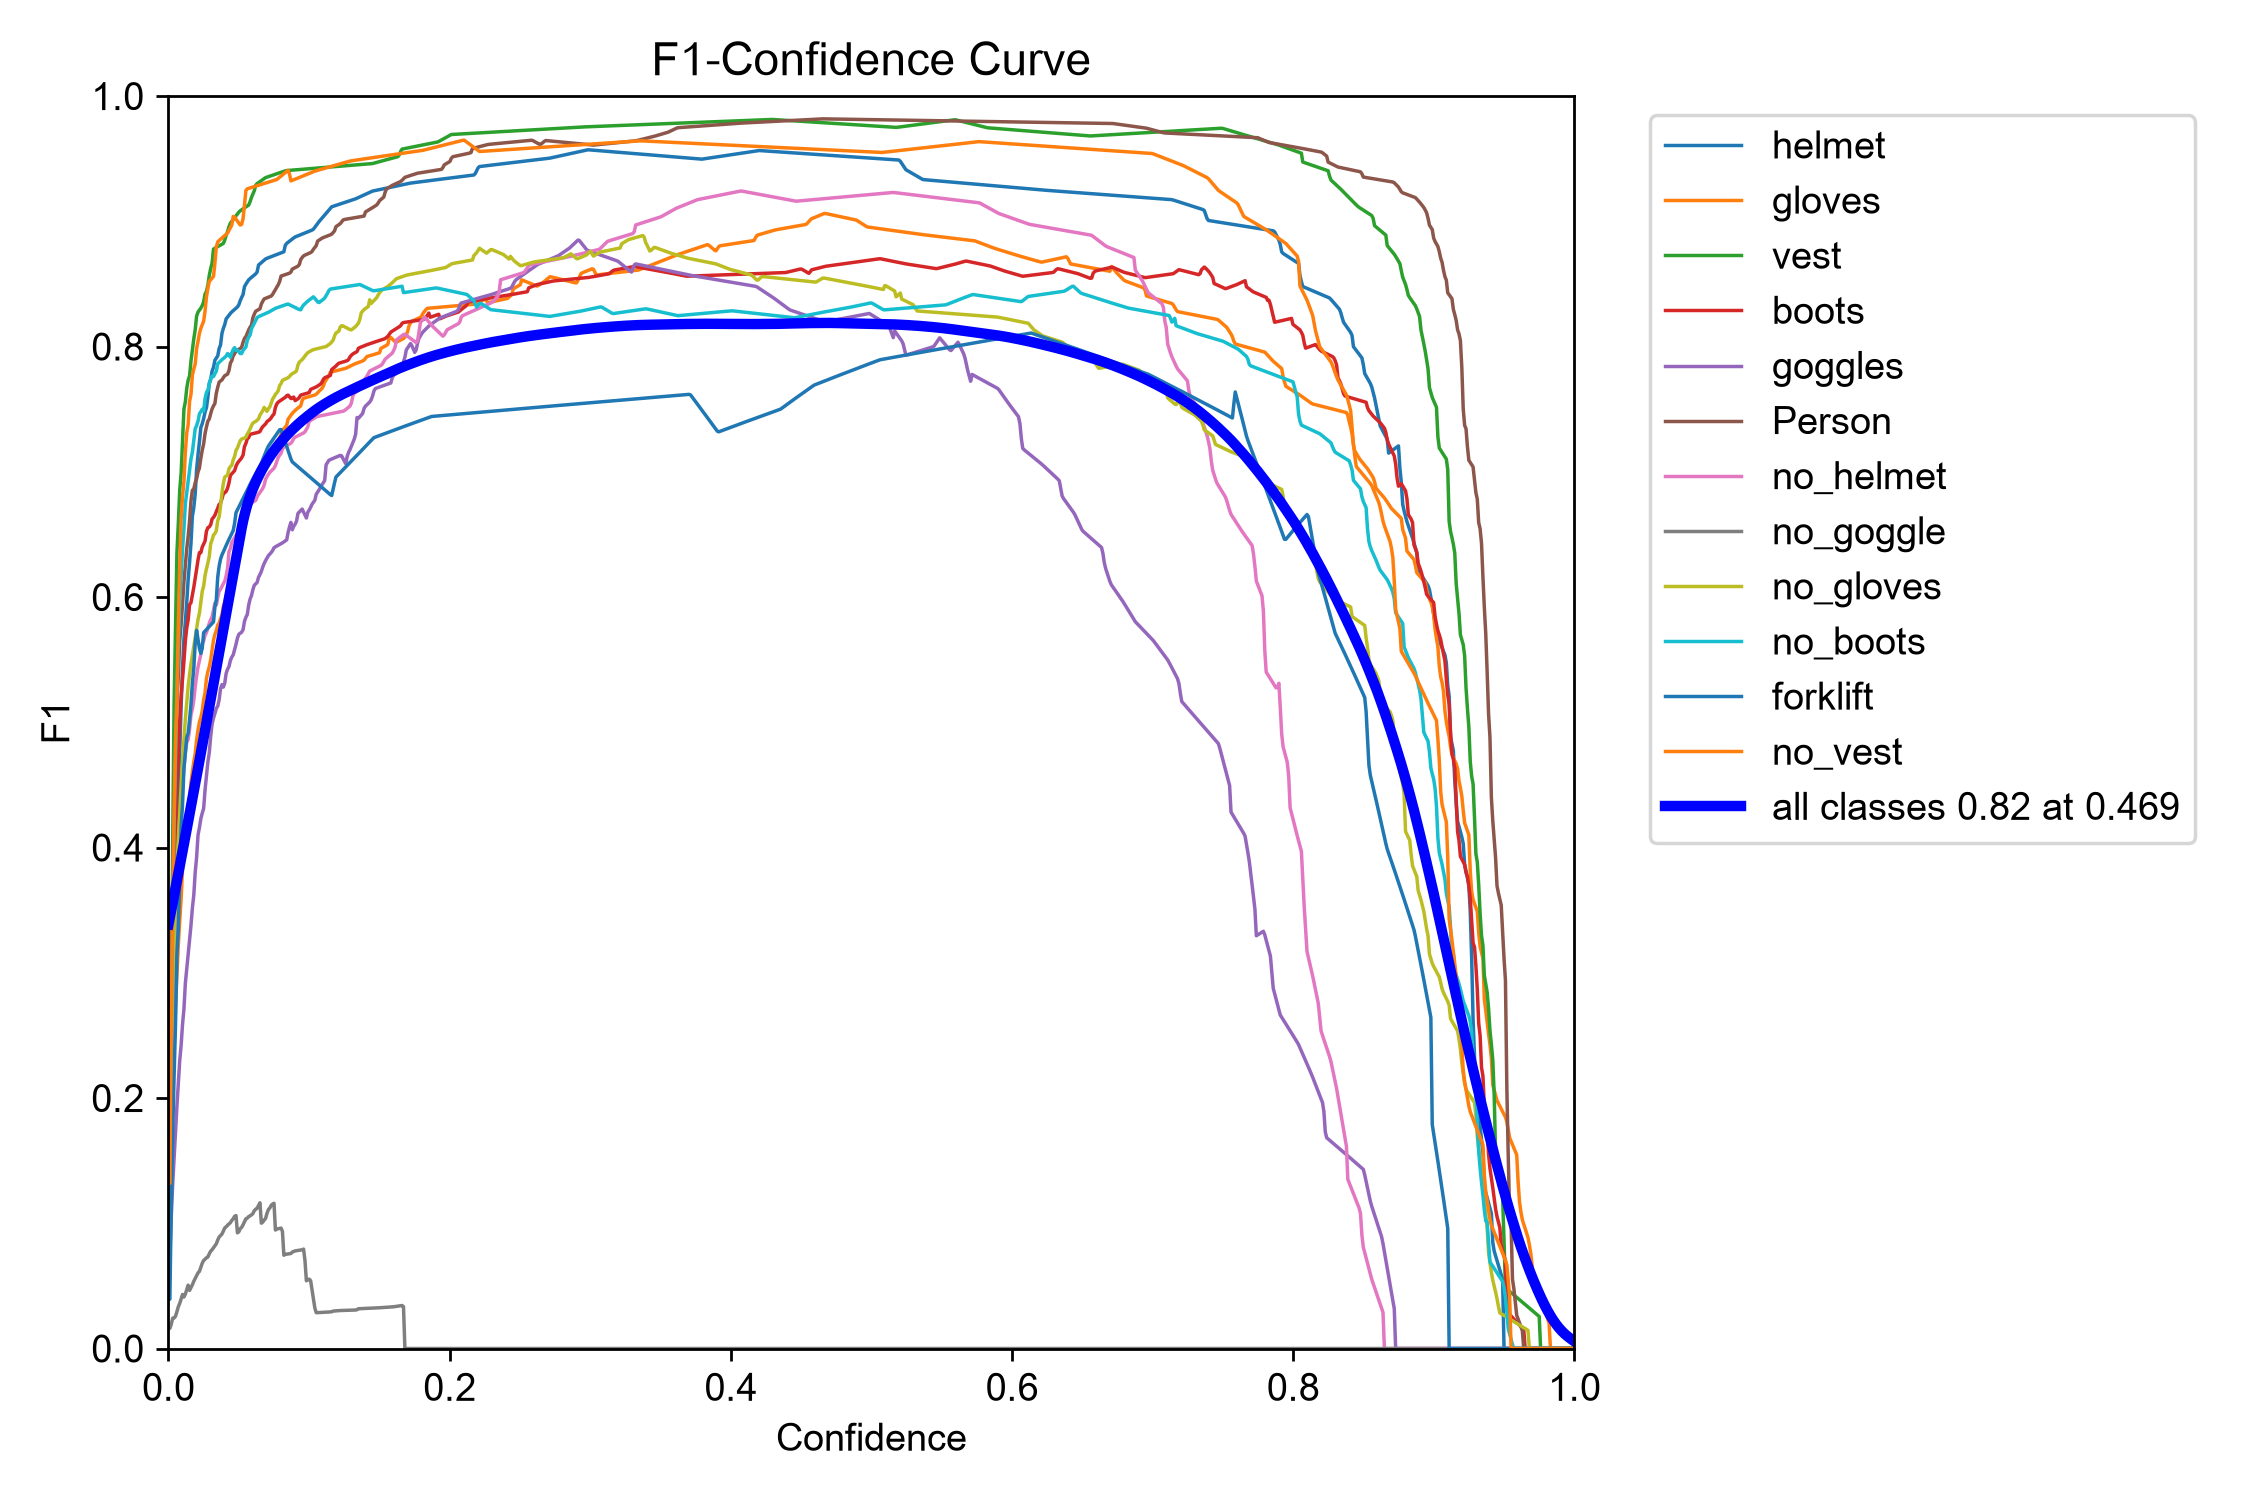 F1-Confidence Curve
1.0
0.8
0.6
0.4
0.2
0.0
F1
0.0 0.2 0.4 0.6 0.8 1.0
Confidence
helmet
gloves
vest
boots
goggles
Person
no_helmet
no_goggle
no_gloves
no_boots
forklift
no_vest
all classes 0.82 at 0.469